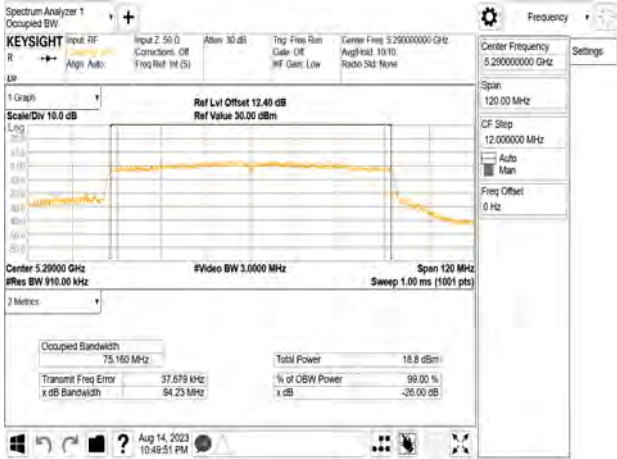 Spectrum Analyzer 1
Occupied BW
+
Frequency
KEYSIGHT
Input: RF
Align: Auto
Input Z: 50 Ω
Corrections: Off
Freq Ref: Int (S)
Atten: 30 dB
Trig: Free Run
Gate: Off
#IF Gain: Low
Center Freq: 5.290000000 GHz
Avg|Hold: 10/10
Radio Std: None
R
Center Frequency
5.290000000 GHz
Settings
Span
120.00 MHz
CF Step
12.000000 MHz
Auto
Man
Freq Offset
0 Hz
1 Graph
Scale/Div 10.0 dB
Log
Ref Lvl Offset 12.40 dB
Ref Value 30.00 dBm
Center 5.29000 GHz
#Res BW 910.00 kHz
#Video BW 3.0000 MHz
Span 120 MHz
Sweep 1.00 ms (1001 pts)
2 Metrics
Occupied Bandwidth
75.160 MHz
Total Power
18.8 dBm
Transmit Freq Error
37.679 kHz
% of OBW Power
99.00 %
x dB Bandwidth
x dB
-26.00 dB
?
Aug 14, 2023
10:49:51 PM